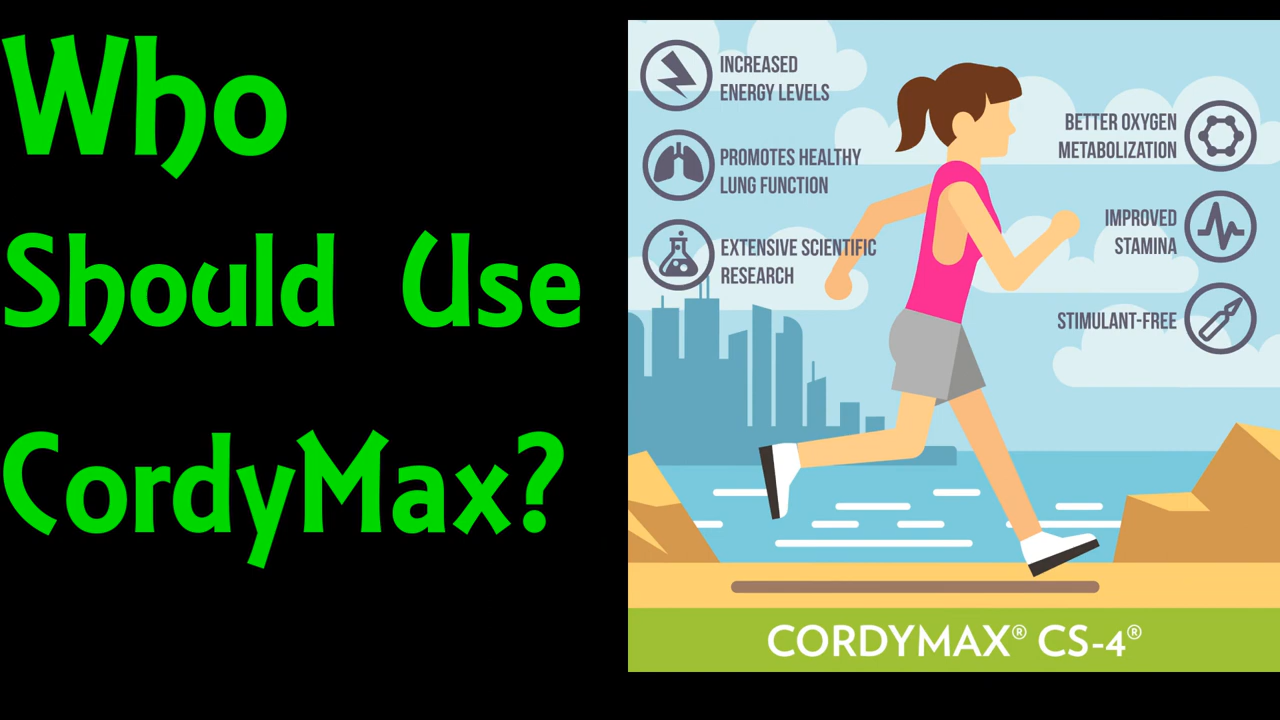 Who
Should Use
CordyMax?
INCREASED
ENERGY LEVELS
PROMOTES HEALTHY
LUNG FUNCTION
EXTENSIVE SCIENTIFIC
RESEARCH
BETTER OXYGEN
METABOLIZATION
IMPROVED
STAMINA
STIMULANT-FREE
CORDYMAX® CS-4®